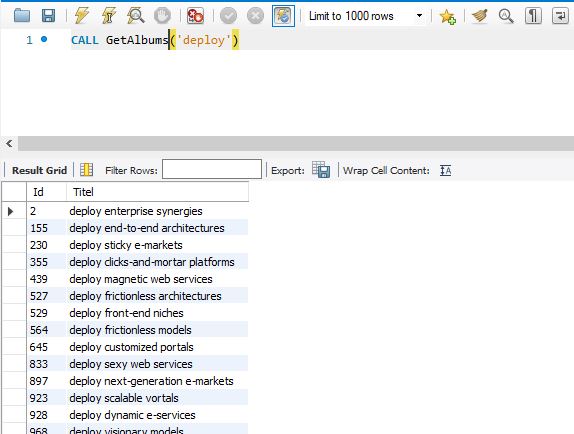 Limit to 1000 rows
1 CALL GetAlbums('deploy')
Result Grid Filter Rows: Export: Wrap Cell Content:
Id Titel
2 deploy enterprise synergies
155 deploy end-to-end architectures
230 deploy sticky e-markets
355 deploy clicks-and-mortar platforms
439 deploy magnetic web services
527 deploy frictionless architectures
529 deploy front-end niches
564 deploy frictionless models
645 deploy customized portals
833 deploy sexy web services
897 deploy next-generation e-markets
923 deploy scalable vortals
928 deploy dynamic e-services
968 deploy visionary models